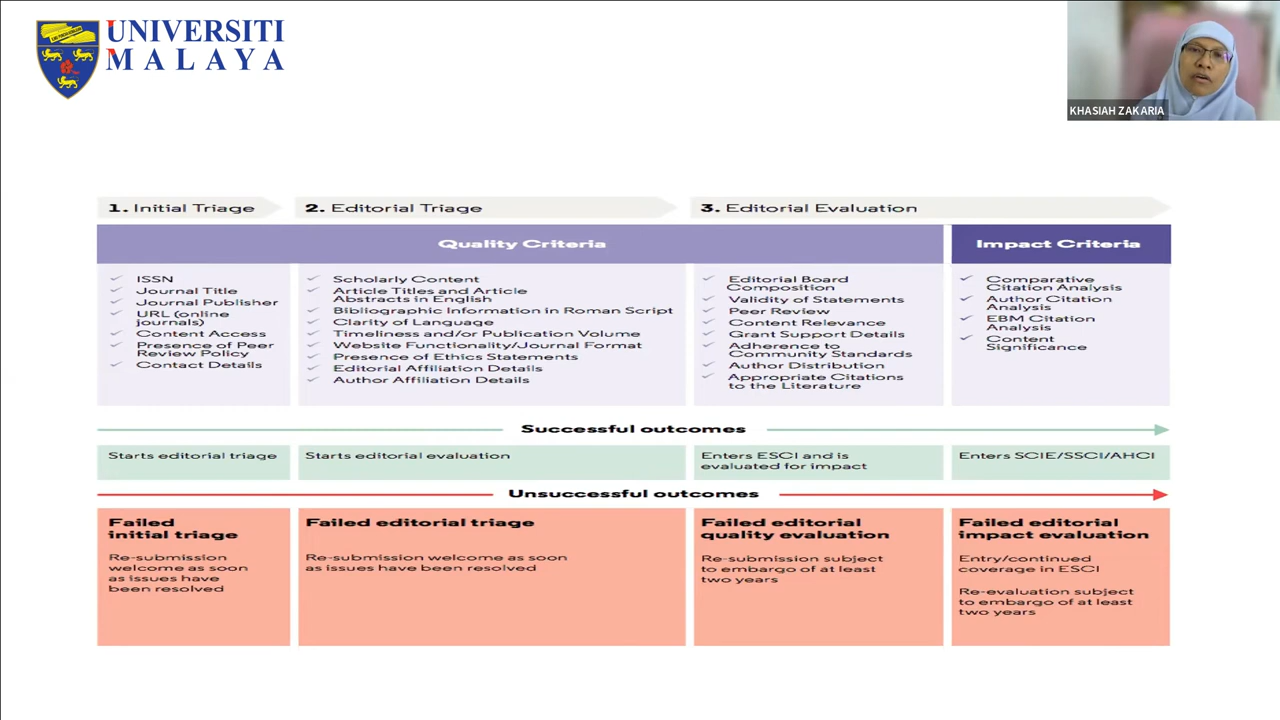 UNIVERSITI
MALAYA
KHASIAH ZAKARIA
1. Initial Triage
2. Editorial Triage
3. Editorial Evaluation
Quality Criteria
Impact Criteria
ISSN
Journal Title
Journal Publisher
URL (online
journals)
Content Access
Presence of Peer
Review Policy
Contact Details
Scholarly Content
Article Titles and Article
Abstracts in English
Bibliographic Information in Roman Script
Clarity of Language
Timeliness and/or Publication Volume
Website Functionality/Journal Format
Presence of Ethics Statements
Editorial Affiliation Details
Author Affiliation Details
Editorial Board
Composition
Validity of Statements
Peer Review
Content Relevance
Grant Support Details
Adherence to
Community Standards
Author Distribution
Appropriate Citations
to the Literature
Comparative
Citation Analysis
Author Citation
Analysis
EBM Citation
Analysis
Content
Significance
Successful outcomes
Starts editorial triage
Starts editorial evaluation
Enters ESCI and is
evaluated for impact
Enters SCIE/SSCI/AHCI
Unsuccessful outcomes
Failed
initial triage
Re-submission
welcome as soon
as issues have
been resolved
Failed editorial triage
Re-submission welcome as soon
as issues have been resolved
Failed editorial
quality evaluation
Re-submission subject
to embargo of at least
two years
Failed editorial
impact evaluation
Entry/continued
coverage in ESCI
Re-evaluation subject
to embargo of at least
two years